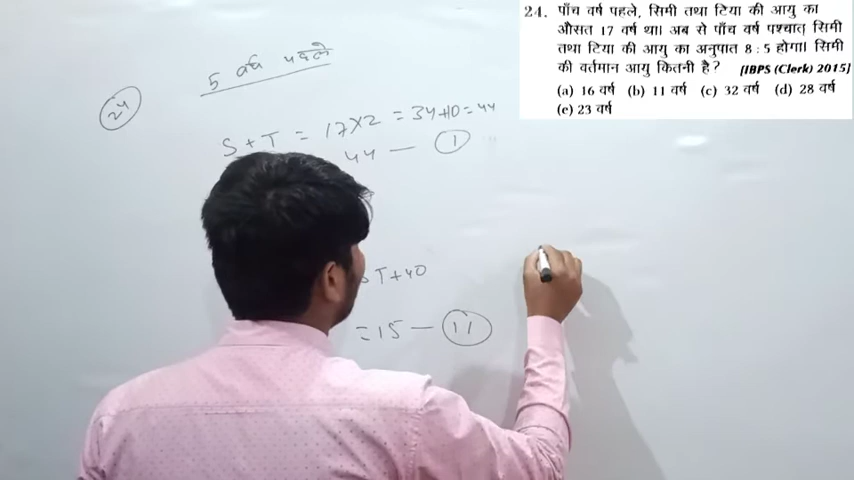 24. पाँच वर्ष पहले, सिमी तथा टिया की आयु का
औसत 17 वर्ष था। अब से पाँच वर्ष पश्चात् सिमी
तथा टिया की आयु का अनुपात 8 : 5 होगा। सिमी
की वर्तमान आयु कितनी है? [IBPS (Clerk) 2015]
(a) 16 वर्ष (b) 11 वर्ष (c) 32 वर्ष (d) 28 वर्ष
(e) 23 वर्ष
24
5 वर्ष पहले
S + T = 17×2 = 34+10 = 44
44 — 1
T+40
= 15 — 11